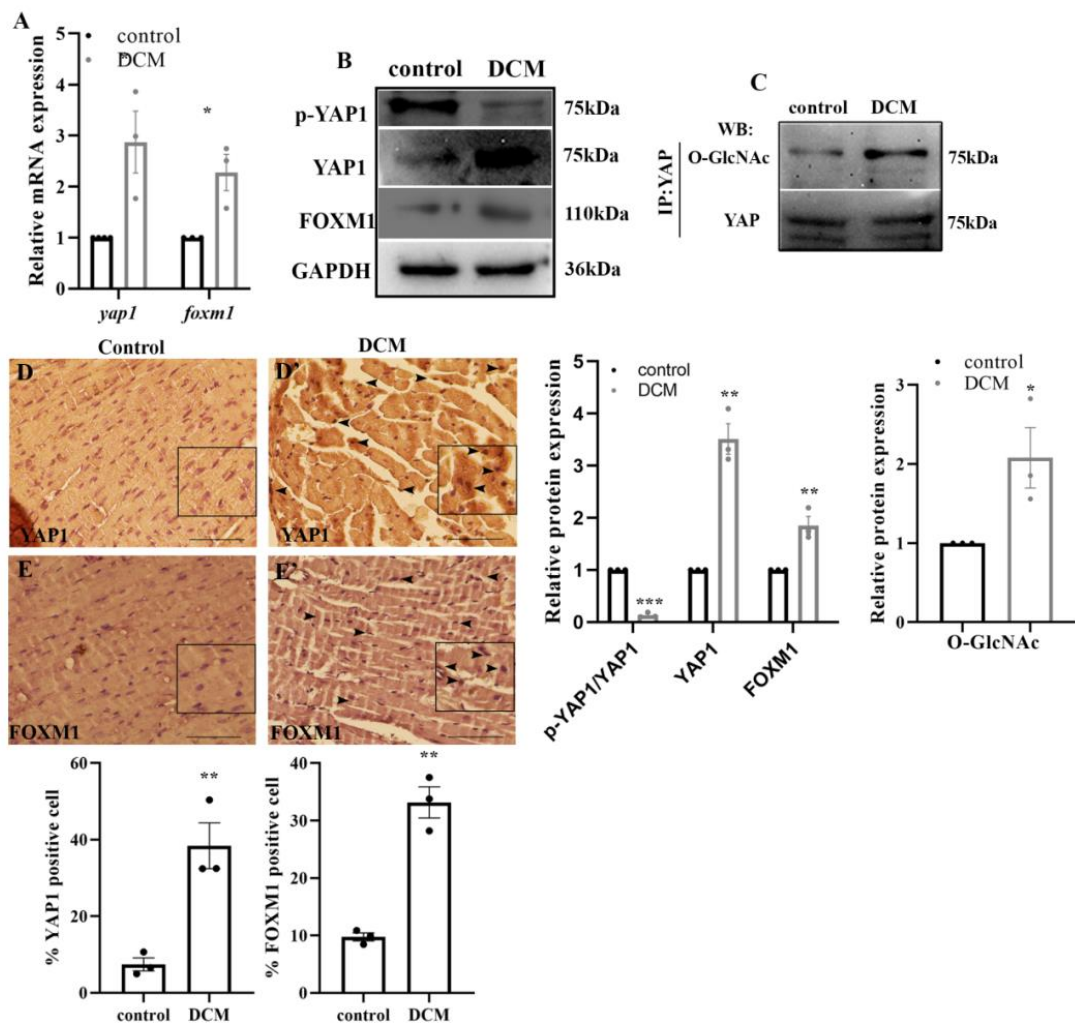 A
control
DCM
*
*
Relative mRNA expression
5
4
3
2
1
0
yap1
foxm1
B
control DCM
p-YAP1
75kDa
YAP1
75kDa
FOXM1
110kDa
GAPDH
36kDa
C
control DCM
WB:
IP:YAP
O-GlcNAc
75kDa
YAP
75kDa
Control
DCM
D
YAP1
D'
YAP1
E
FOXM1
E'
FOXM1
Relative protein expression
5
4
3
2
1
0
control
DCM
***
**
**
p-YAP1/YAP1
YAP1
FOXM1
Relative protein expression
3
2
1
0
control
DCM
*
O-GlcNAc
% YAP1 positive cell
60
40
20
0
**
control DCM
% FOXM1 positive cell
40
30
20
10
0
**
control DCM